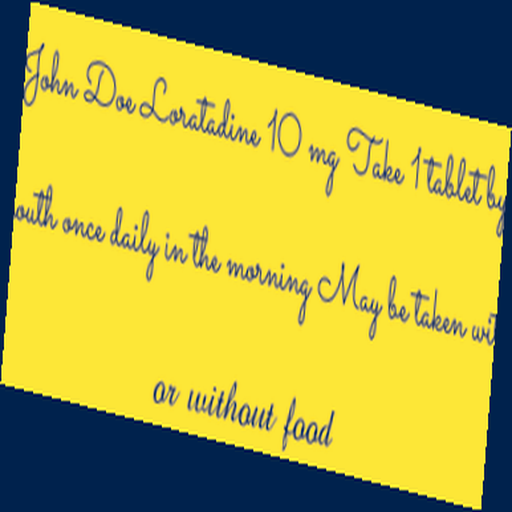 John Doe Loratadine 10 mg Take 1 tablet by
outh once daily in the morning May be taken wit
or without food